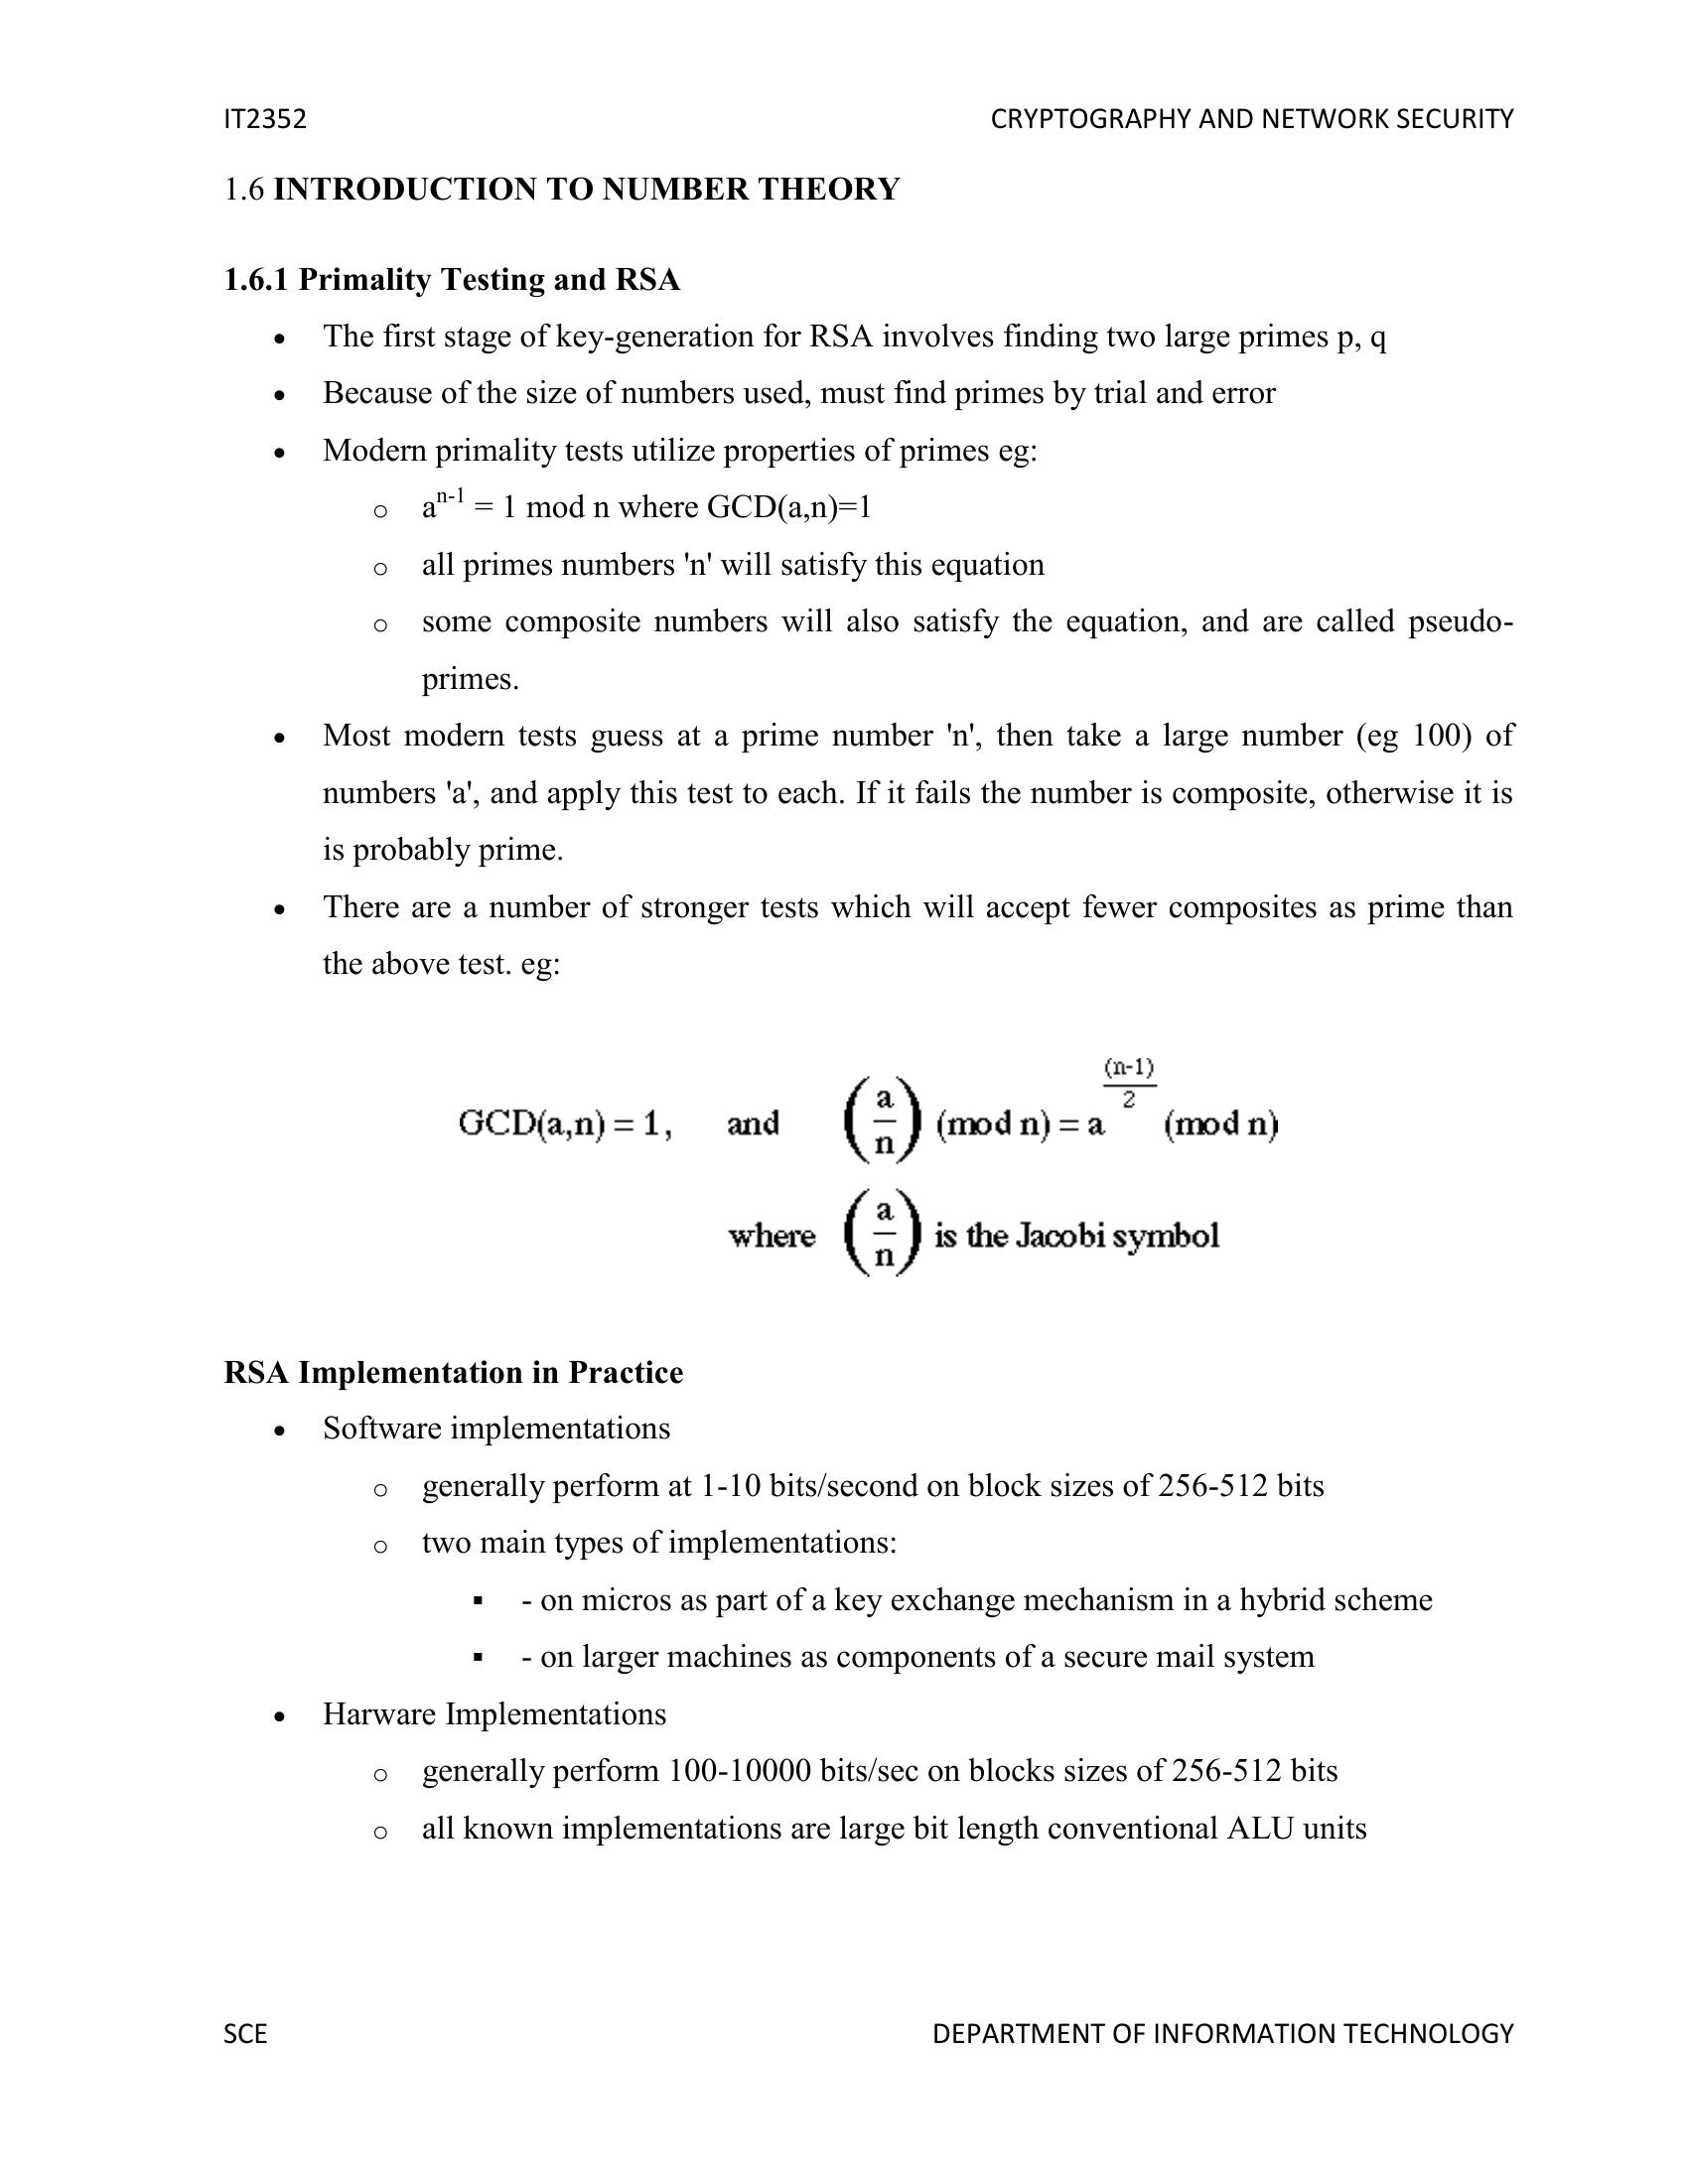 IT2352 CRYPTOGRAPHY AND NETWORK SECURITY
1.6 INTRODUCTION TO NUMBER THEORY
1.6.1 Primality Testing and RSA
• The first stage of key-generation for RSA involves finding two large primes p, q
• Because of the size of numbers used, must find primes by trial and error
• Modern primality tests utilize properties of primes eg:
o a^{n-1} = 1 mod n where GCD(a,n)=1
o all primes numbers 'n' will satisfy this equation
o some composite numbers will also satisfy the equation, and are called pseudo-
primes.
• Most modern tests guess at a prime number 'n', then take a large number (eg 100) of
numbers 'a', and apply this test to each. If it fails the number is composite, otherwise it is
is probably prime.
• There are a number of stronger tests which will accept fewer composites as prime than
the above test. eg:
GCD(a,n) = 1, and (a/n) (mod n) = a^{(n-1)/2} (mod n)
where (a/n) is the Jacobi symbol
RSA Implementation in Practice
• Software implementations
o generally perform at 1-10 bits/second on block sizes of 256-512 bits
o two main types of implementations:
▪ - on micros as part of a key exchange mechanism in a hybrid scheme
▪ - on larger machines as components of a secure mail system
• Harware Implementations
o generally perform 100-10000 bits/sec on blocks sizes of 256-512 bits
o all known implementations are large bit length conventional ALU units
SCE DEPARTMENT OF INFORMATION TECHNOLOGY